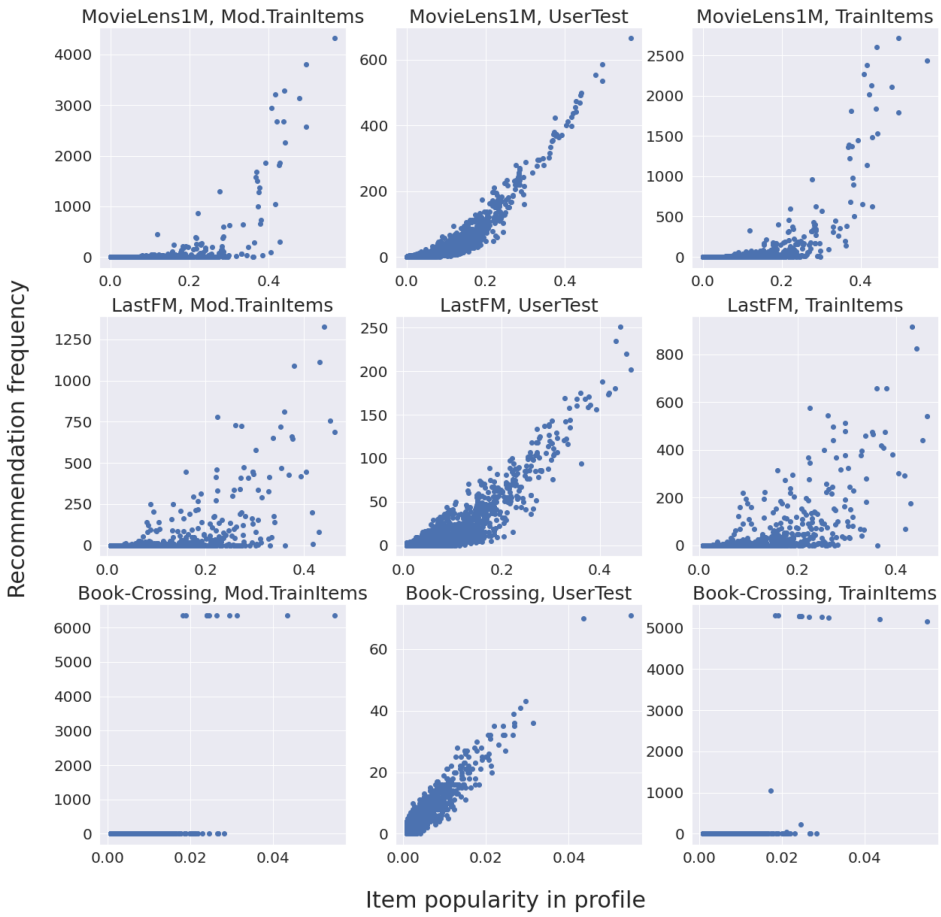 MovieLens1M, Mod.TrainItems
MovieLens1M, UserTest
MovieLens1M, TrainItems
4000
3000
2000
1000
0
0.0 0.2 0.4
600
400
200
0
0.0 0.2 0.4
2500
2000
1500
1000
500
0
0.0 0.2 0.4
LastFM, Mod.TrainItems
LastFM, UserTest
LastFM, TrainItems
1250
1000
750
500
250
0
0.0 0.2 0.4
250
200
150
100
50
0
0.0 0.2 0.4
800
600
400
200
0
0.0 0.2 0.4
Book-Crossing, Mod.TrainItems
Book-Crossing, UserTest
Book-Crossing, TrainItems
6000
5000
4000
3000
2000
1000
0
0.00 0.02 0.04
60
40
20
0
0.00 0.02 0.04
5000
4000
3000
2000
1000
0
0.00 0.02 0.04
Recommendation frequency
Item popularity in profile